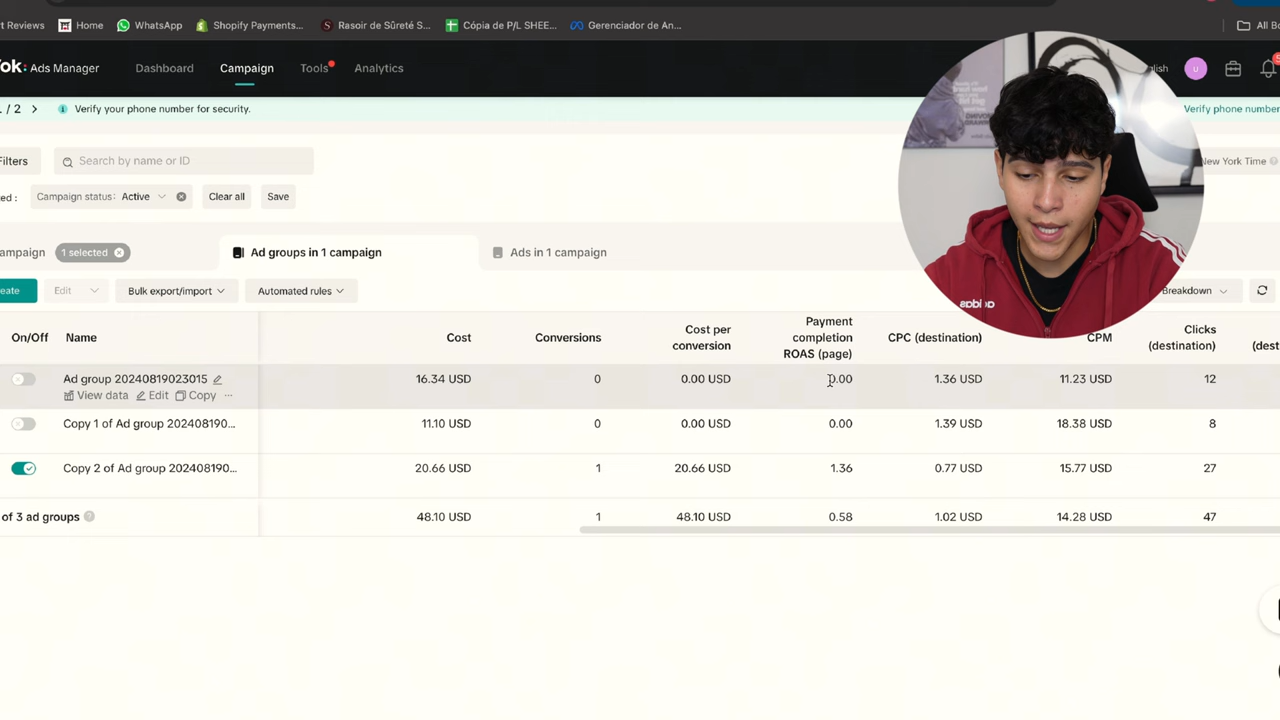 t Reviews Home WhatsApp Shopify Payments... Rasoir de Sûreté S... Cópia de P/L SHEE... Gerenciador de An... All Bo
ok: Ads Manager Dashboard Campaign Tools Analytics lish u
/ 2 Verify your phone number for security. Verify phone number
Filters Search by name or ID New York Time
ed : Campaign status: Active Clear all Save
ampaign 1 selected Ad groups in 1 campaign Ads in 1 campaign
eate Edit Bulk export/import Automated rules Breakdown
On/Off Name Cost Conversions Cost per conversion Payment completion ROAS (page) CPC (destination) CPM Clicks (destination) (dest
Ad group 20240819023015 16.34 USD 0 0.00 USD 0.00 1.36 USD 11.23 USD 12
View data Edit Copy ...
Copy 1 of Ad group 202408190... 11.10 USD 0 0.00 USD 0.00 1.39 USD 18.38 USD 8
Copy 2 of Ad group 202408190... 20.66 USD 1 20.66 USD 1.36 0.77 USD 15.77 USD 27
of 3 ad groups 48.10 USD 1 48.10 USD 0.58 1.02 USD 14.28 USD 47
adidas